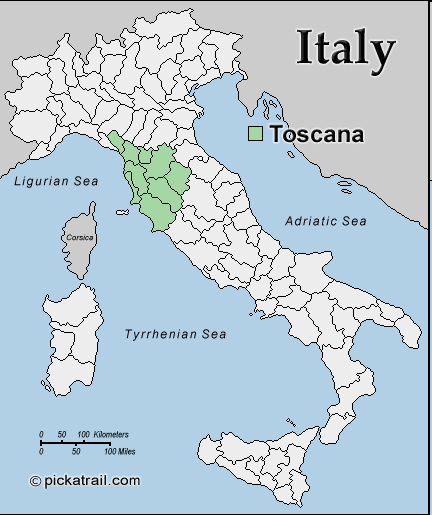 Italy
Toscana
Ligurian Sea
Adriatic Sea
Corsica
Tyrrhenian Sea
0 50 100 Kilometers
0 50 100 Miles
© pickatrail.com